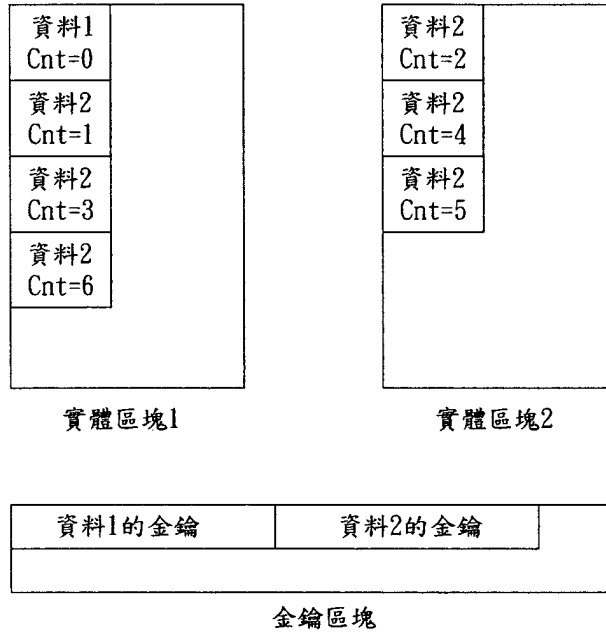 資料1
Cnt=0
資料2
Cnt=1
資料2
Cnt=3
資料2
Cnt=6
實體區塊1
資料2
Cnt=2
資料2
Cnt=4
資料2
Cnt=5
實體區塊2
資料1的金鑰
資料2的金鑰
金鑰區塊